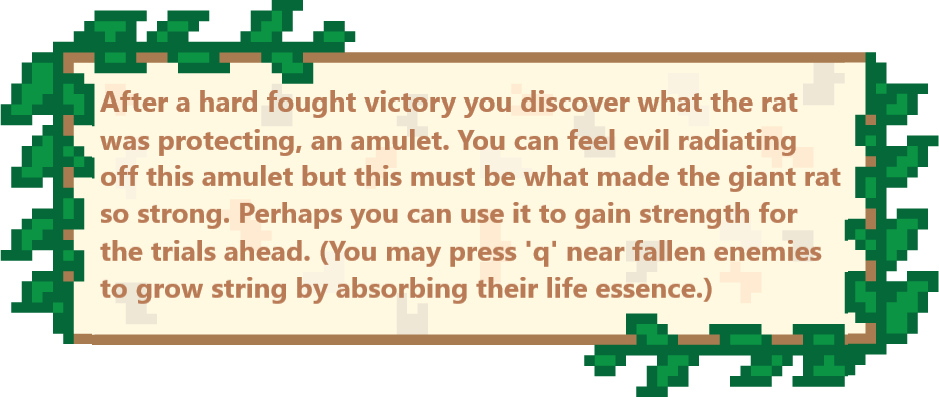 After a hard fought victory you discover what the rat
was protecting, an amulet. You can feel evil radiating
off this amulet but this must be what made the giant rat
so strong. Perhaps you can use it to gain strength for
the trials ahead. (You may press 'q' near fallen enemies
to grow string by absorbing their life essence.)